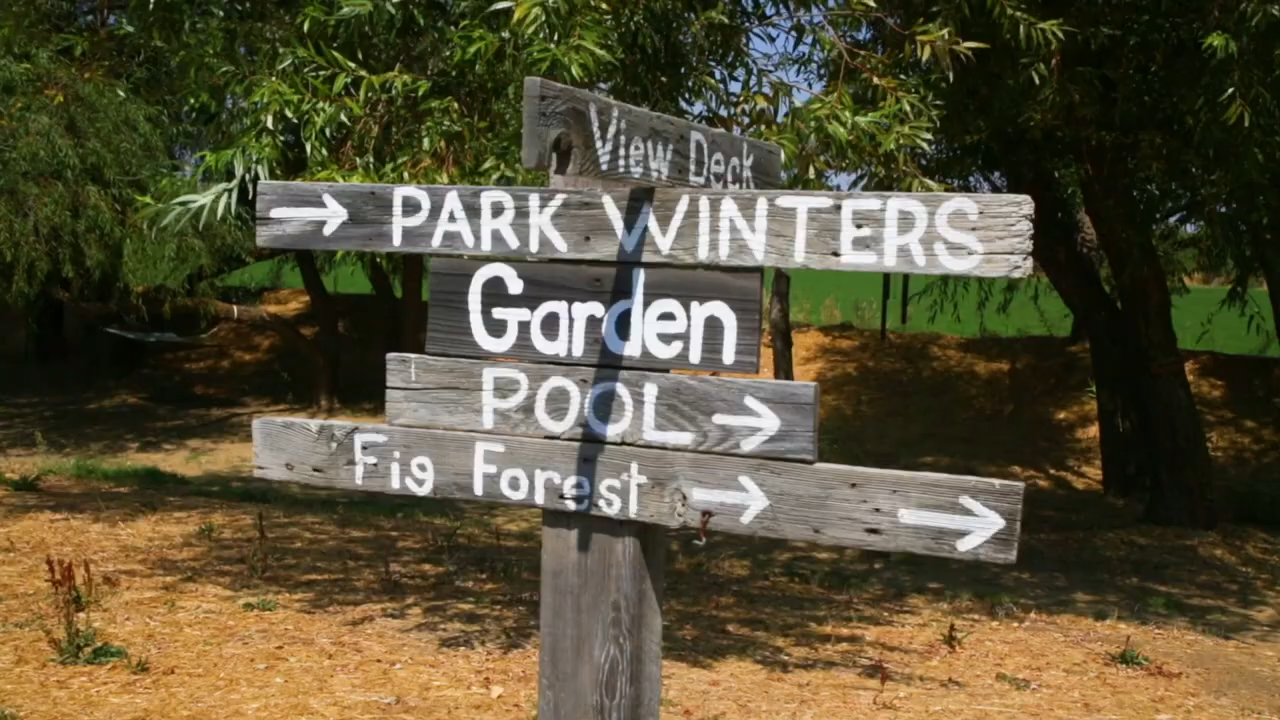 View Deck
→ PARK WINTERS
Garden
POOL →
Fig Forest → →